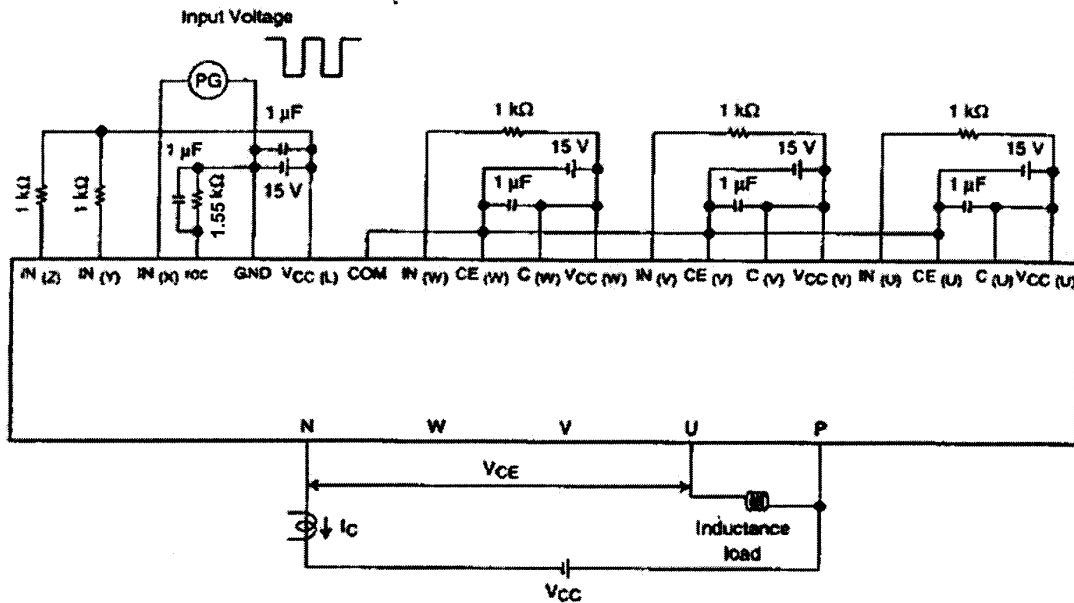 Input Voltage
PG
1 μF
1 kΩ
1 kΩ
1 kΩ
1 μF
15 V
15 V
15 V
1 kΩ
1 kΩ
1.55 kΩ
15 V
1 μF
1 μF
1 μF
IN (Z)
IN (Y)
IN (X)
rcc
GND
VCC (L)
COM
IN (W)
CE (W)
C (W)
VCC (W)
IN (V)
CE (V)
C (V)
VCC (V)
IN (U)
CE (U)
C (U)
VCC (U)
N
W
V
U
P
VCE
IC
Inductance
load
VCC